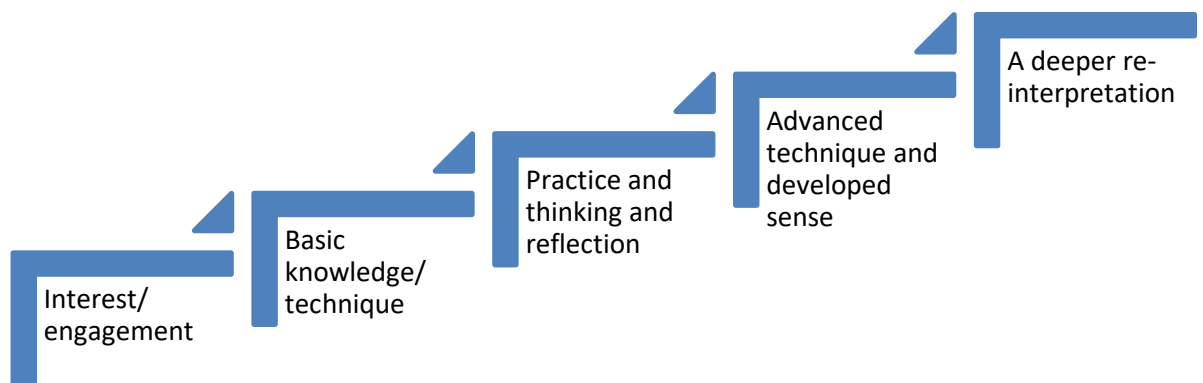 Interest/
engagement
Basic
knowledge/
technique
Practice and
thinking and
reflection
Advanced
technique and
developed
sense
A deeper re-
interpretation